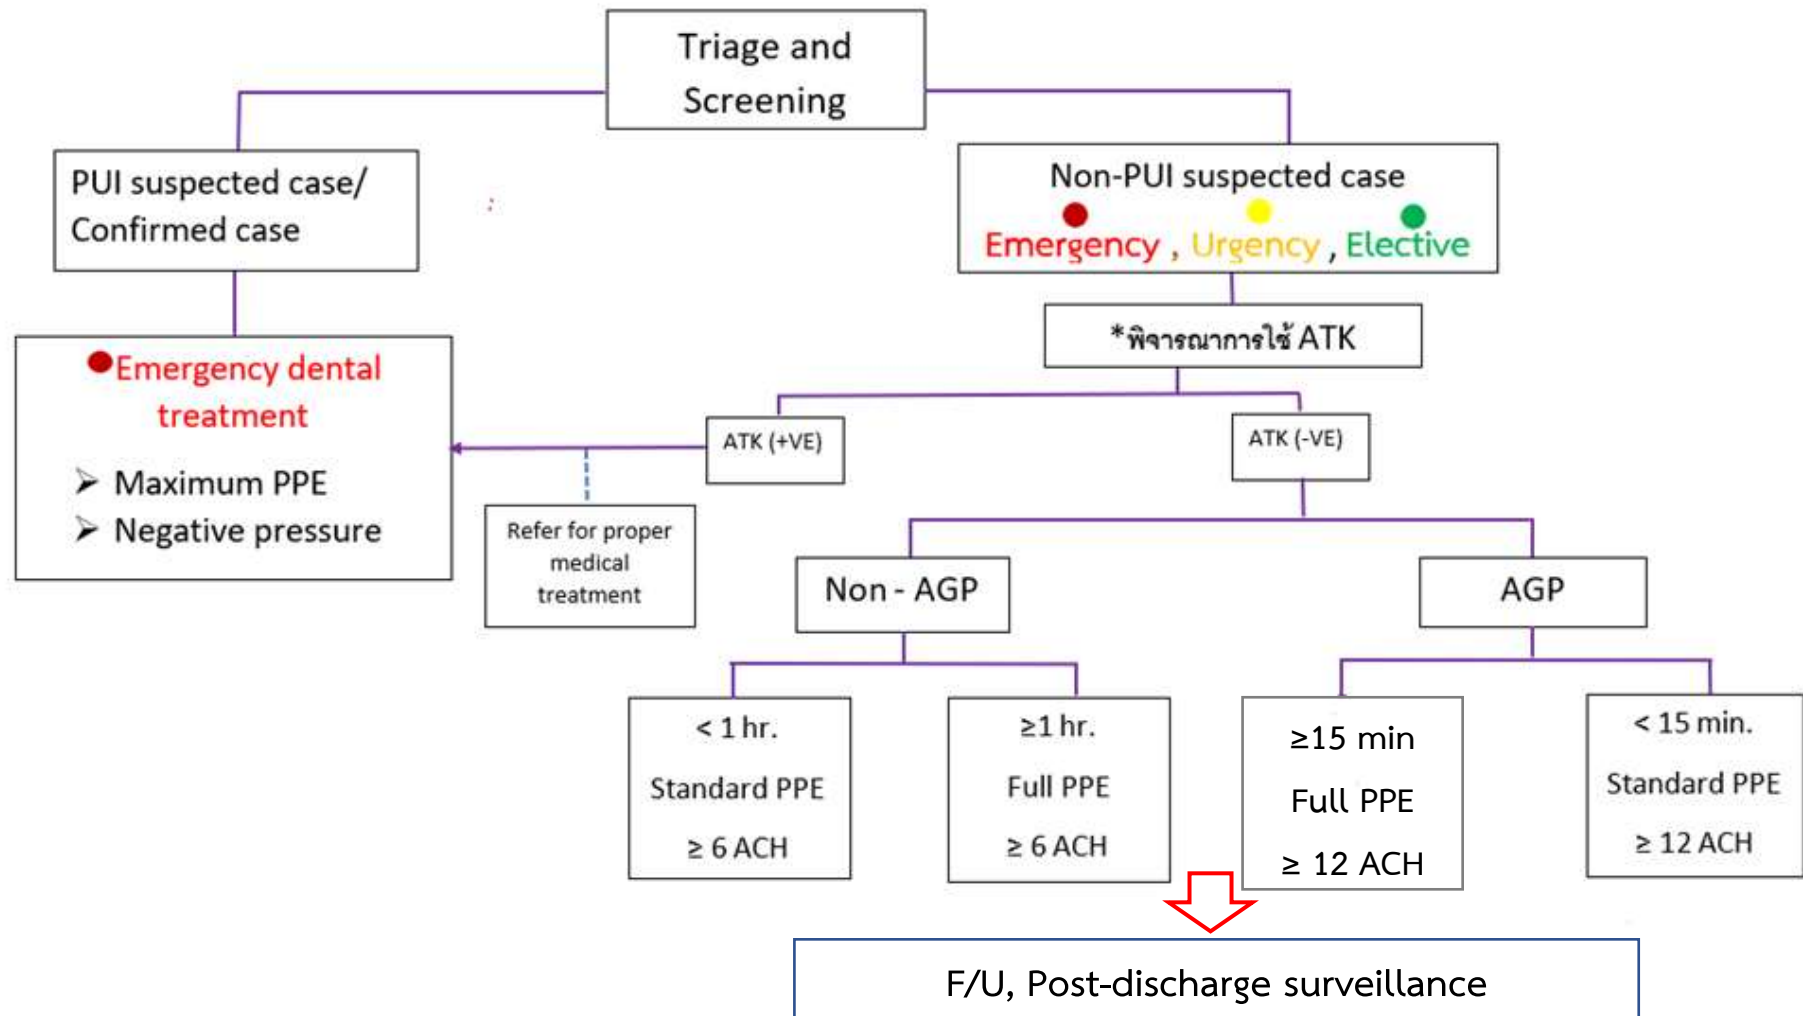 Triage and
Screening
PUI suspected case/
Confirmed case
Non-PUI suspected case
Emergency , Urgency , Elective
*พิจารณาการใช้ ATK
Emergency dental
treatment
➢ Maximum PPE
➢ Negative pressure
ATK (+VE)
ATK (-VE)
Refer for proper
medical
treatment
Non - AGP
AGP
< 1 hr.
Standard PPE
≥ 6 ACH
≥1 hr.
Full PPE
≥ 6 ACH
≥15 min
Full PPE
≥ 12 ACH
< 15 min.
Standard PPE
≥ 12 ACH
F/U, Post-discharge surveillance